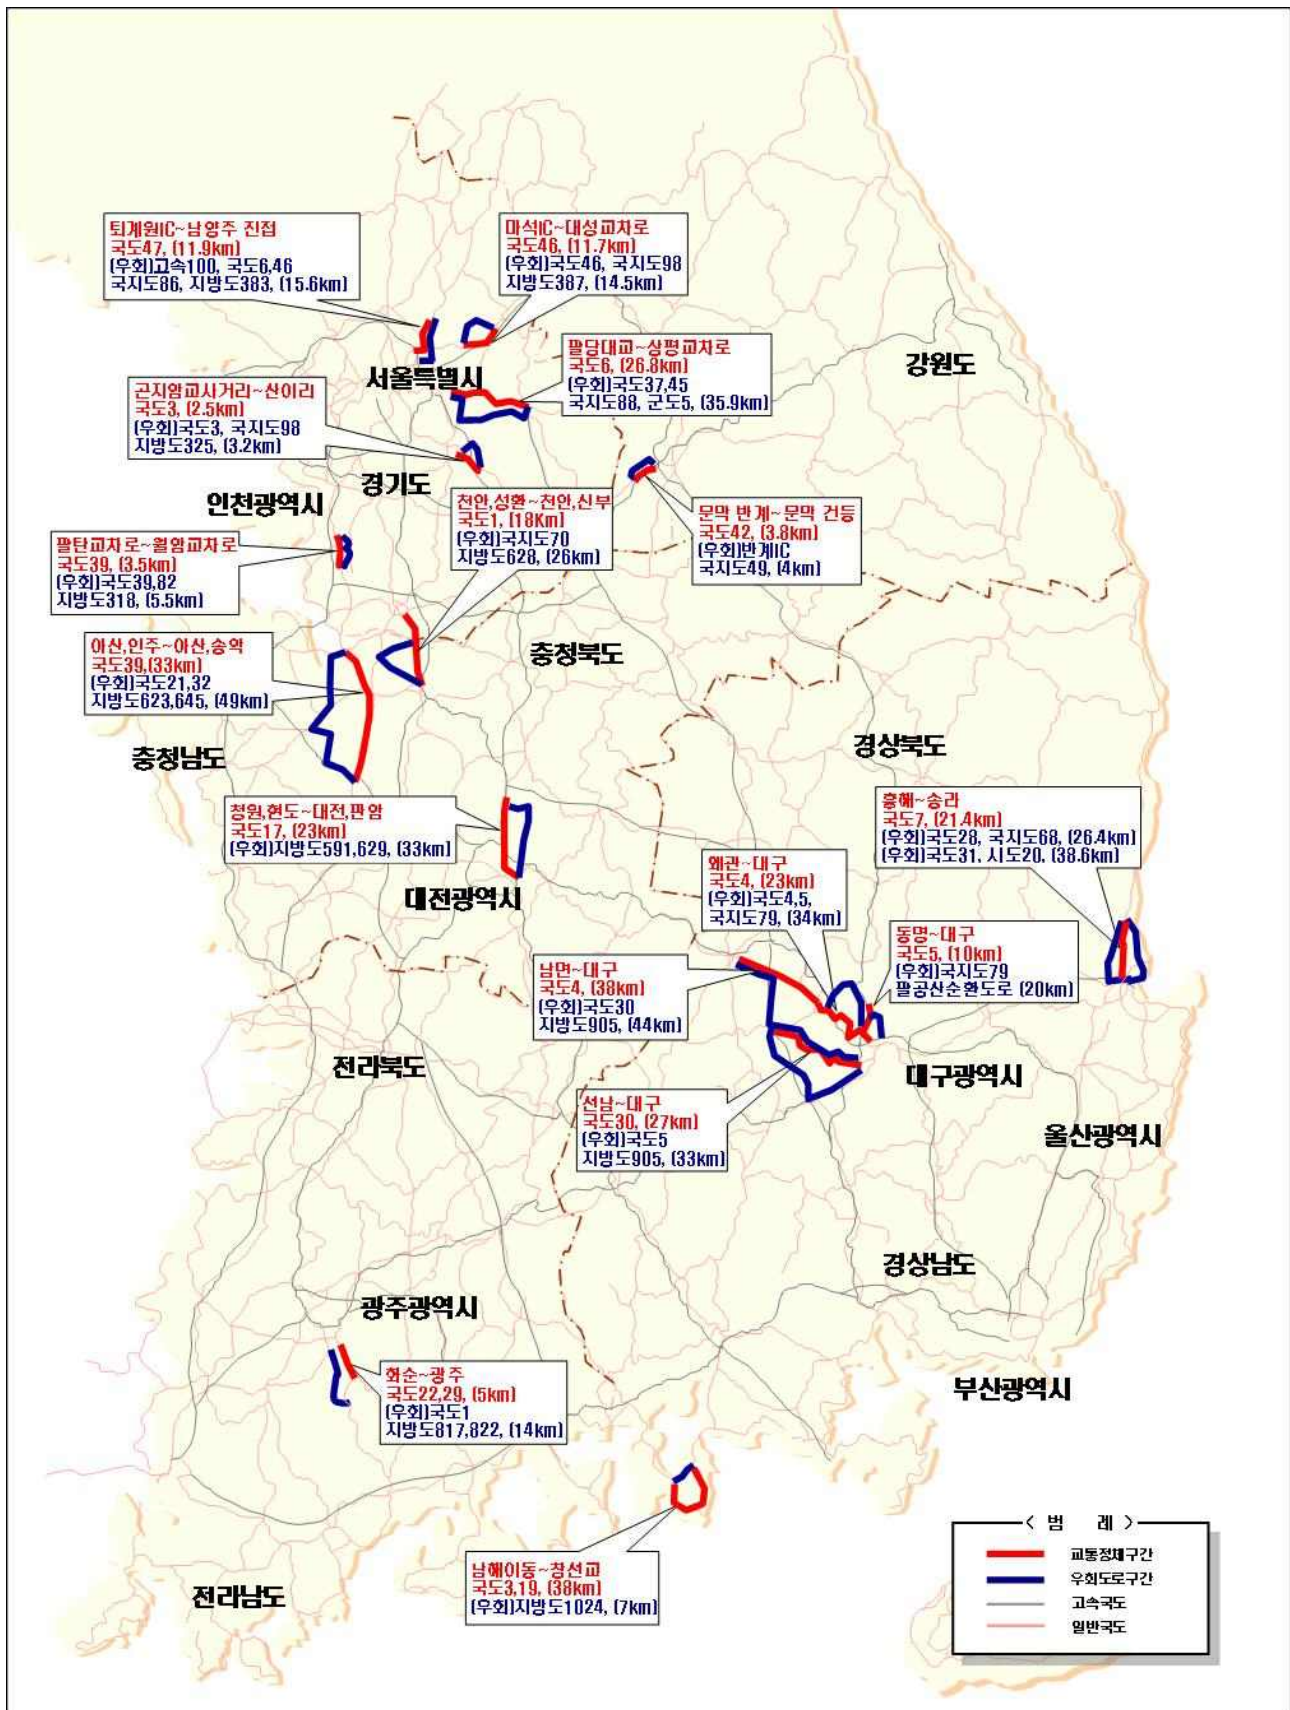 퇴계원IC~남양주 진접
국도47, (11.9km)
(우회)고속100, 국도6,46
국지도86, 지방도383, (15.6km)
마석IC~대성교차로
국도46, (11.7km)
(우회)국도46, 국지도98
지방도387, (14.5km)
팔당대교~상평교차로
국도6, (26.8km)
(우회)국도37,45
국지도88, 군도5, (35.9km)
강원도
서울특별시
곤지암교사거리~산이리
국도3, (2.5km)
(우회)국도3, 국지도98
지방도325, (3.2km)
경기도
인천광역시
천안,성환~천안,신부
국도1, (18Km)
(우회)국지도70
지방도628, (26km)
문막 반계~문막 건등
국도42, (3.8km)
(우회)반계IC
국지도49, (4km)
팔탄교차로~월암교차로
국도39, (3.5km)
(우회)국도39,82
지방도318, (5.5km)
아산,인주~아산,송악
국도39,(33km)
(우회)국도21,32
지방도623,645, (49km)
충청북도
충청남도
경상북도
청원,현도~대전,판암
국도17, (23km)
(우회)지방도591,629, (33km)
대전광역시
흥해~송라
국도7, (21.4km)
(우회)국도28, 국지도68, (26.4km)
(우회)국도31, 시도20, (38.6km)
왜관~대구
국도4, (23km)
(우회)국도4,5,
국지도79, (34km)
동명~대구
국도5, (10km)
(우회)국지도79
팔공산순환도로 (20km)
남면~대구
국도4, (38km)
(우회)국도30
지방도905, (44km)
전라북도
대구광역시
선남~대구
국도30, (27km)
(우회)국도5
지방도905, (33km)
울산광역시
경상남도
광주광역시
화순~광주
국도22,29, (5km)
(우회)국도1
지방도817,822, (14km)
부산광역시
남해이동~창선교
국도3,19, (38km)
(우회)지방도1024, (7km)
전라남도
< 범 례 >
교통정체구간
우회도로구간
고속국도
일반국도